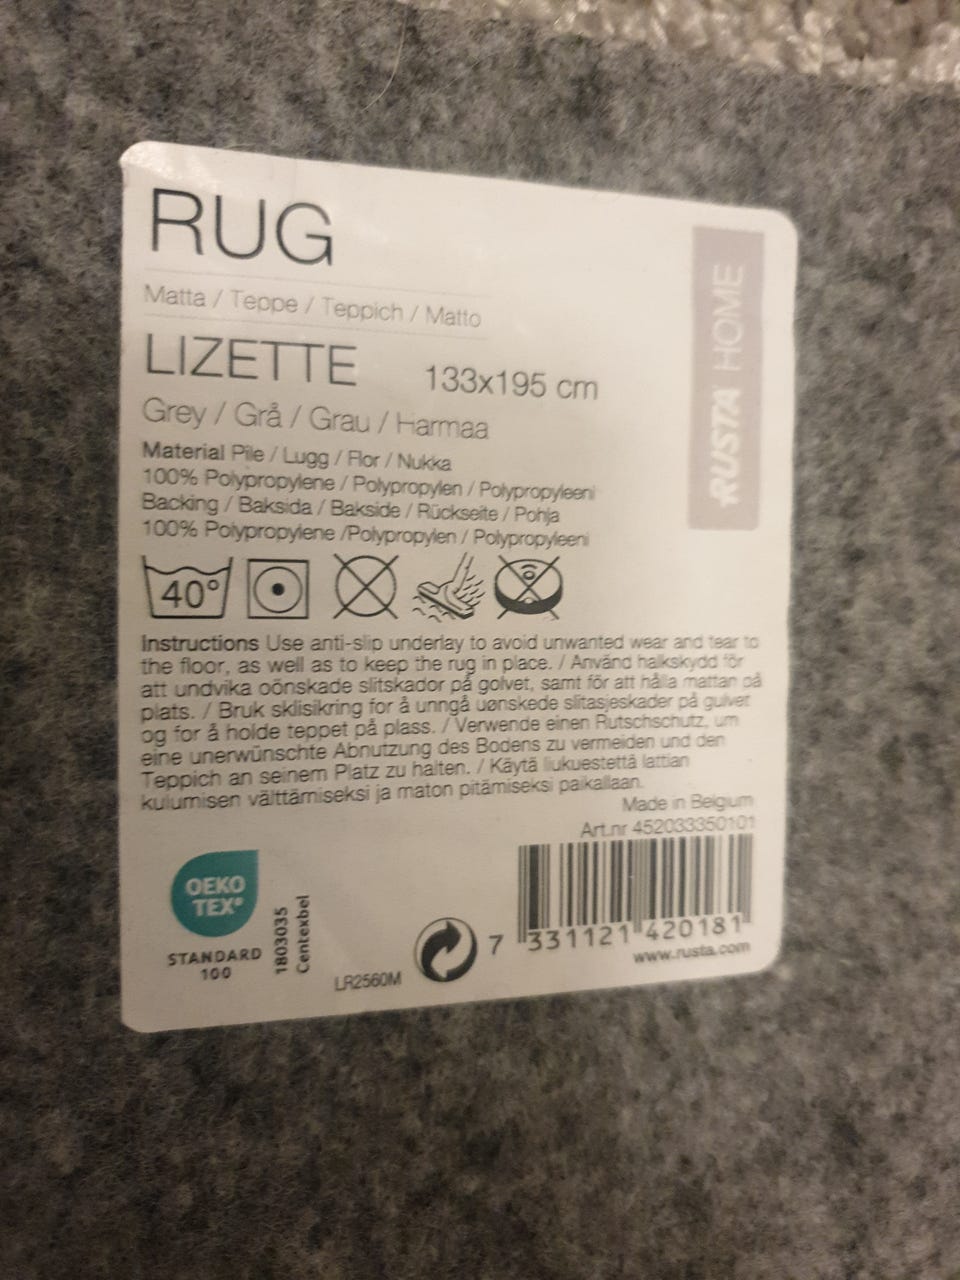 RUG
Matta / Teppe / Teppich / Matto
LIZETTE 133x195 cm
Grey / Grå / Grau / Harmaa
Material Pile / Lugg / Flor / Nukka
100% Polypropylene / Polypropylen / Polypropyleeni
Backing / Baksida / Bakside / Rückseite / Pohja
100% Polypropylene /Polypropylen / Polypropyleeni
40°
Instructions Use anti-slip underlay to avoid unwanted wear and tear to
the floor, as well as to keep the rug in place. / Använd halkskydd för
att undvika oönskade slitskador på golvet, samt för att hålla mattan på
plats. / Bruk sklisikring for å unngå uønskede slitasjeskader på gulvet
og for å holde teppet på plass. / Verwende einen Rutschschutz, um
eine unerwünschte Abnutzung des Bodens zu vermeiden und den
Teppich an seinem Platz zu halten. / Käytä liukuestettä lattian
kulumisen välttämiseksi ja maton pitämiseksi paikallaan.
Made in Belgium
Art.nr 452033350101
7 331121 420181
www.rusta.com
OEKO
TEX®
STANDARD
100
1803035
Centexbel
LR2560M
RUSTA HOME